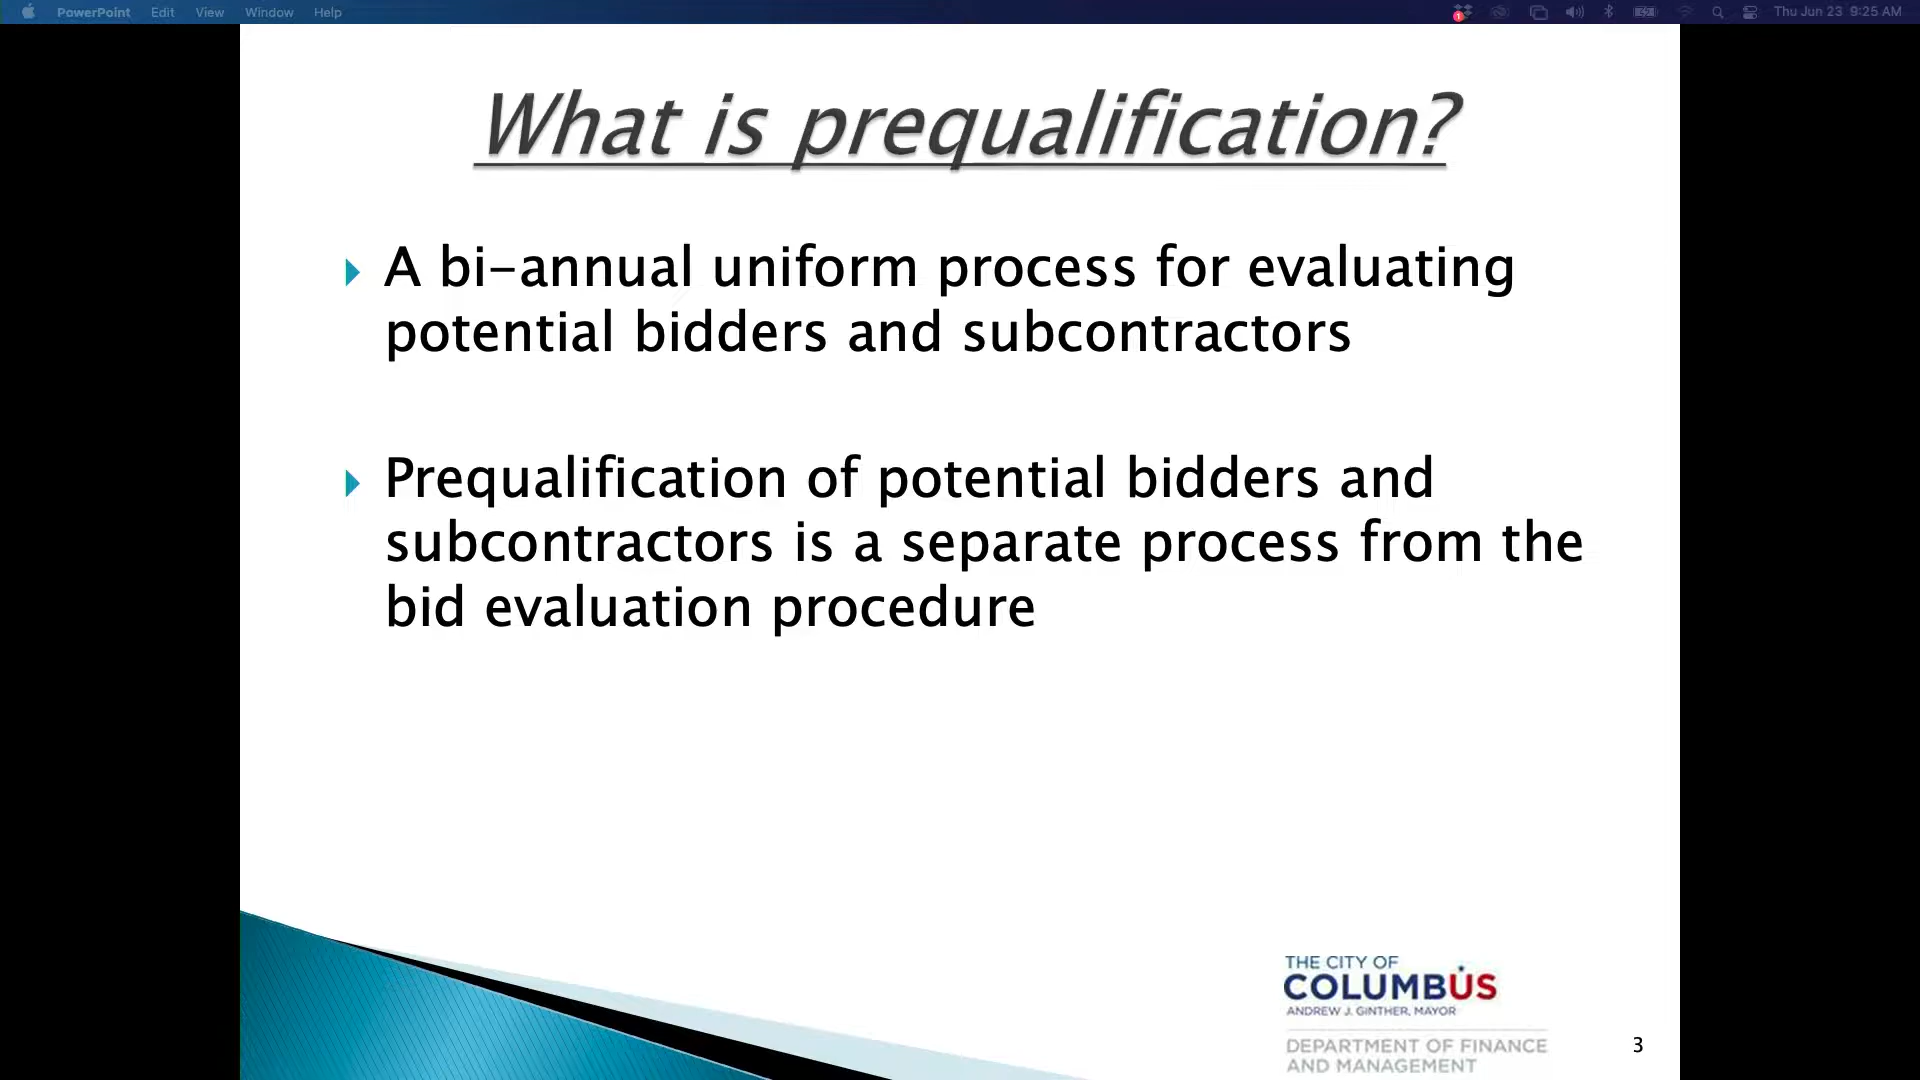 PowerPoint Edit View Window Help
1
Thu Jun 23 9:25 AM
What is prequalification?
A bi-annual uniform process for evaluating
potential bidders and subcontractors
Prequalification of potential bidders and
subcontractors is a separate process from the
bid evaluation procedure
THE CITY OF
COLUMBUS
ANDREW J. GINTHER, MAYOR
DEPARTMENT OF FINANCE
AND MANAGEMENT
3